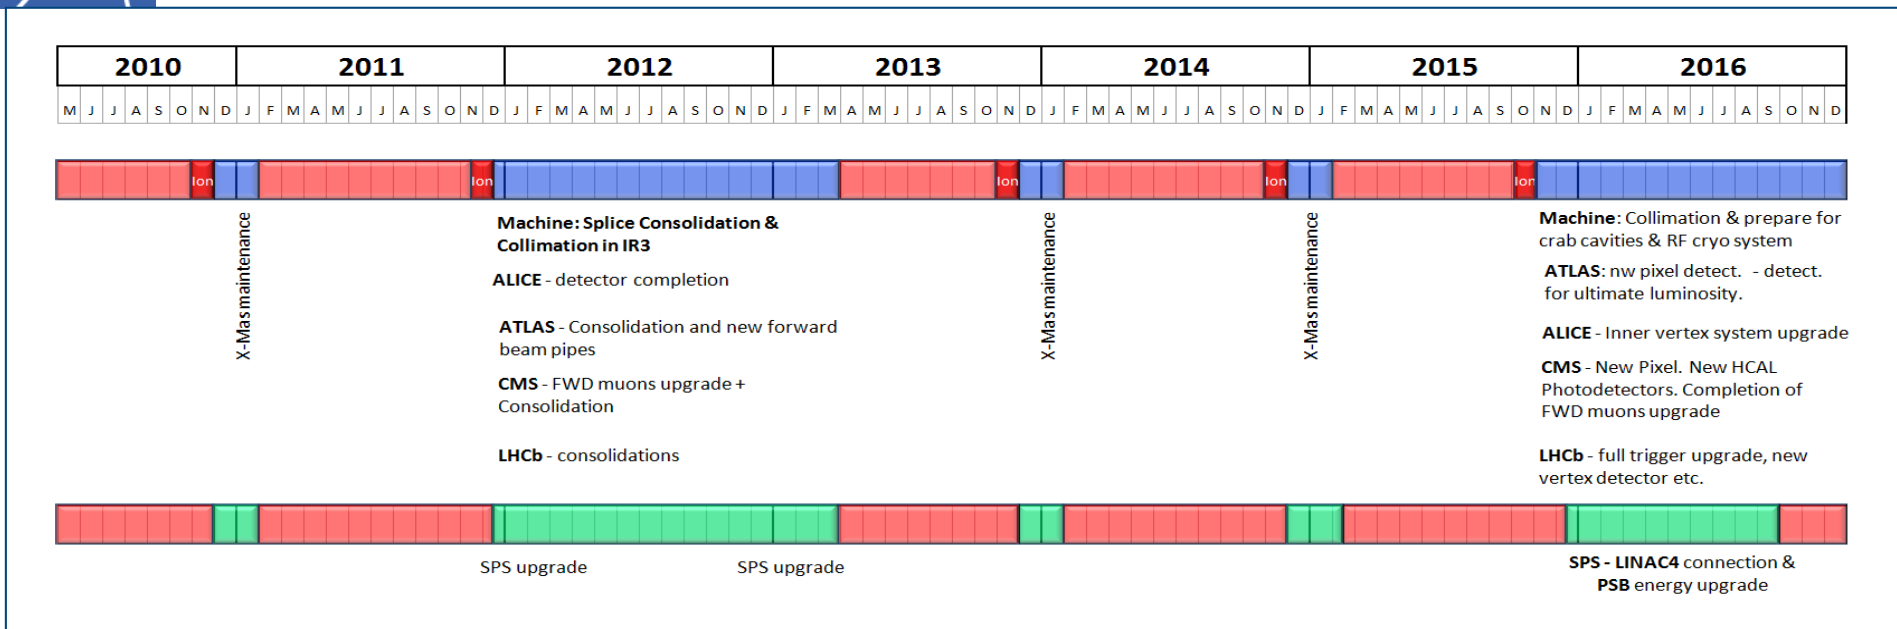 2010 2011 2012 2013 2014 2015 2016
M J J A S O N D J F M A M J J A S O N D J F M A M J J A S O N D J F M A M J J A S O N D J F M A M J J A S O N D J F M A M J J A S O N D J F M A M J J A S O N D
Ion Ion Ion Ion Ion
X-Mas maintenance
Machine: Splice Consolidation &
Collimation in IR3
ALICE - detector completion
ATLAS - Consolidation and new forward
beam pipes
CMS - FWD muons upgrade +
Consolidation
LHCb - consolidations
X-Mas maintenance
X-Mas maintenance
Machine: Collimation & prepare for
crab cavities & RF cryo system
ATLAS: nw pixel detect. - detect.
for ultimate luminosity.
ALICE - Inner vertex system upgrade
CMS - New Pixel. New HCAL
Photodetectors. Completion of
FWD muons upgrade
LHCb - full trigger upgrade, new
vertex detector etc.
SPS upgrade SPS upgrade
SPS - LINAC4 connection &
PSB energy upgrade